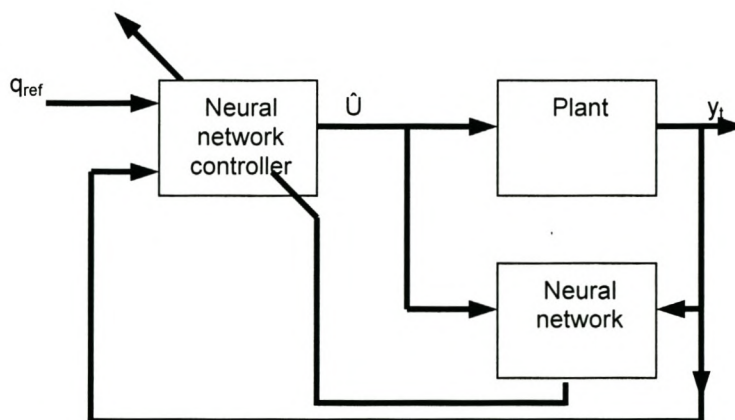 q_ref
Neural
network
controller
Û
Plant
y_t
Neural
network